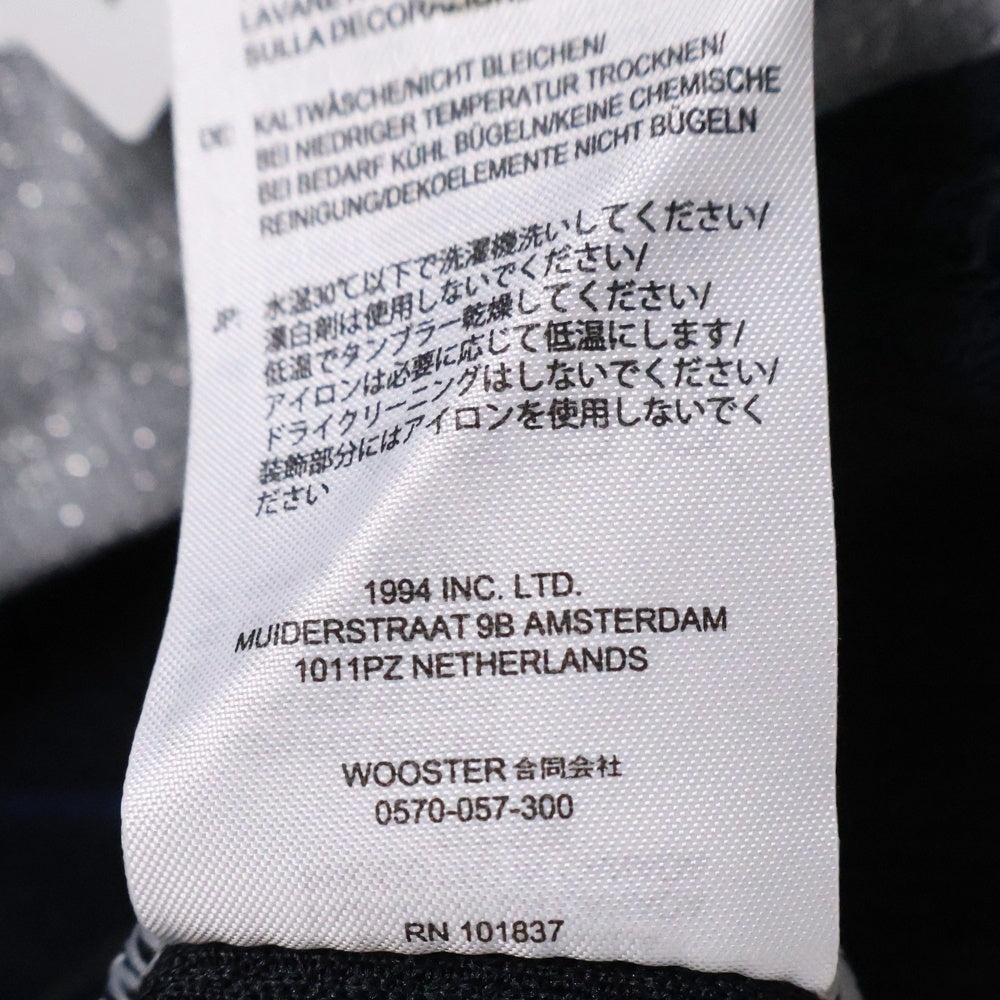 LAVARE
SULLA DECORAZIONE
DE: KALTWÄSCHE/NICHT BLEICHEN/
BEI NIEDRIGER TEMPERATUR TROCKNEN/
BEI BEDARF KÜHL BÜGELN/KEINE CHEMISCHE
REINIGUNG/DEKOELEMENTE NICHT BÜGELN
JP: 水温30℃以下で洗濯機洗いしてください/
漂白剤は使用しないでください/
低温でタンブラー乾燥してください/
アイロンは必要に応じて低温にします/
ドライクリーニングはしないでください/
装飾部分にはアイロンを使用しないでく
ださい
1994 INC. LTD.
MUIDERSTRAAT 9B AMSTERDAM
1011PZ NETHERLANDS
WOOSTER 合同会社
0570-057-300
RN 101837